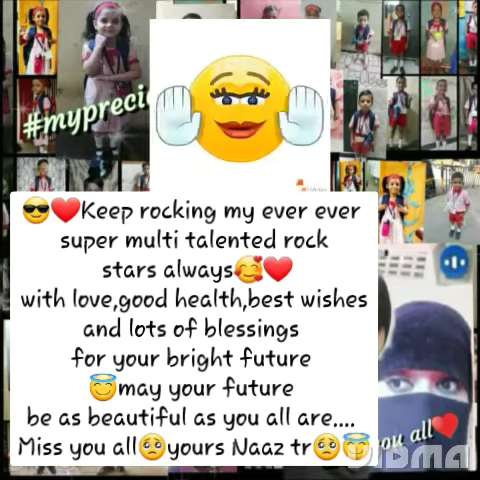 #mypreci
😎❤️Keep rocking my ever ever
super multi talented rock
stars always🥰❤️
with love,good health,best wishes
and lots of blessings
for your bright future
😇may your future
be as beautiful as you all are....
Miss you all🥺yours Naaz tr🥺😇
you all❤️